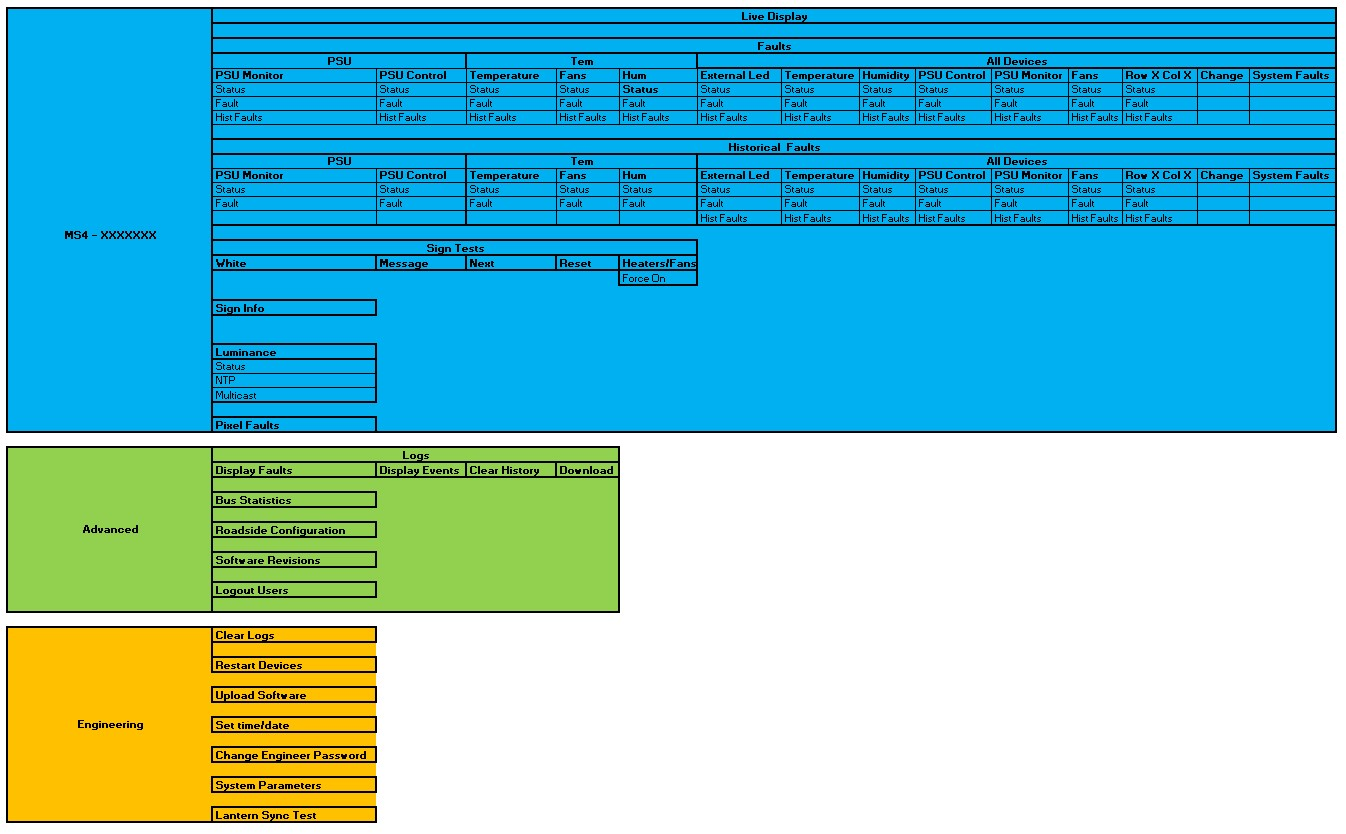 Live Display
Faults
PSU Tem All Devices
PSU Monitor PSU Control Temperature Fans Hum External Led Temperature Humidity PSU Control PSU Monitor Fans Row X Col X Change System Faults
Status Status Status Status Status Status Status Status Status Status Status Status
Fault Fault Fault Fault Fault Fault Fault Fault Fault Fault Fault Fault
Hist Faults Hist Faults Hist Faults Hist Faults Hist Faults Hist Faults Hist Faults Hist Faults Hist Faults Hist Faults Hist Faults Hist Faults
Historical Faults
PSU Tem All Devices
PSU Monitor PSU Control Temperature Fans Hum External Led Temperature Humidity PSU Control PSU Monitor Fans Row X Col X Change System Faults
Status Status Status Status Status Status Status Status Status Status Status Status
Fault Fault Fault Fault Fault Fault Fault Fault Fault Fault Fault Fault
Hist Faults Hist Faults Hist Faults Hist Faults Hist Faults Hist Faults Hist Faults
MS4 - XXXXXXX
Sign Tests
White Message Next Reset Heaters/Fans
Force On
Sign Info
Luminance
Status
NTP
Multicast
Pixel Faults
Logs
Display Faults Display Events Clear History Download
Bus Statistics
Advanced
Roadside Configuration
Software Revisions
Logout Users
Clear Logs
Restart Devices
Upload Software
Engineering
Set time/date
Change Engineer Password
System Parameters
Lantern Sync Test